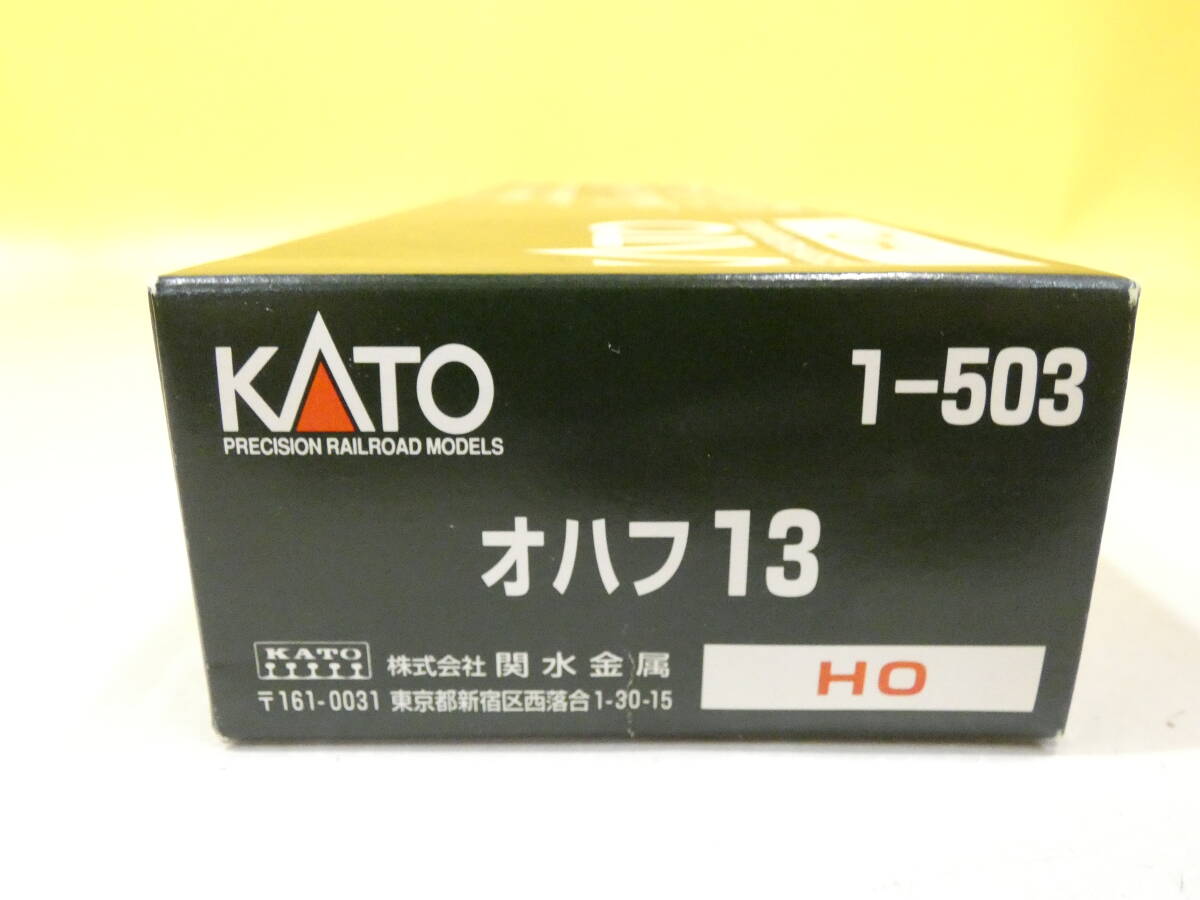 KATO
PRECISION RAILROAD MODELS
1-503
オハフ13
KATO
株式会社 関水金属
〒161-0031 東京都新宿区西落合1-30-15
HO